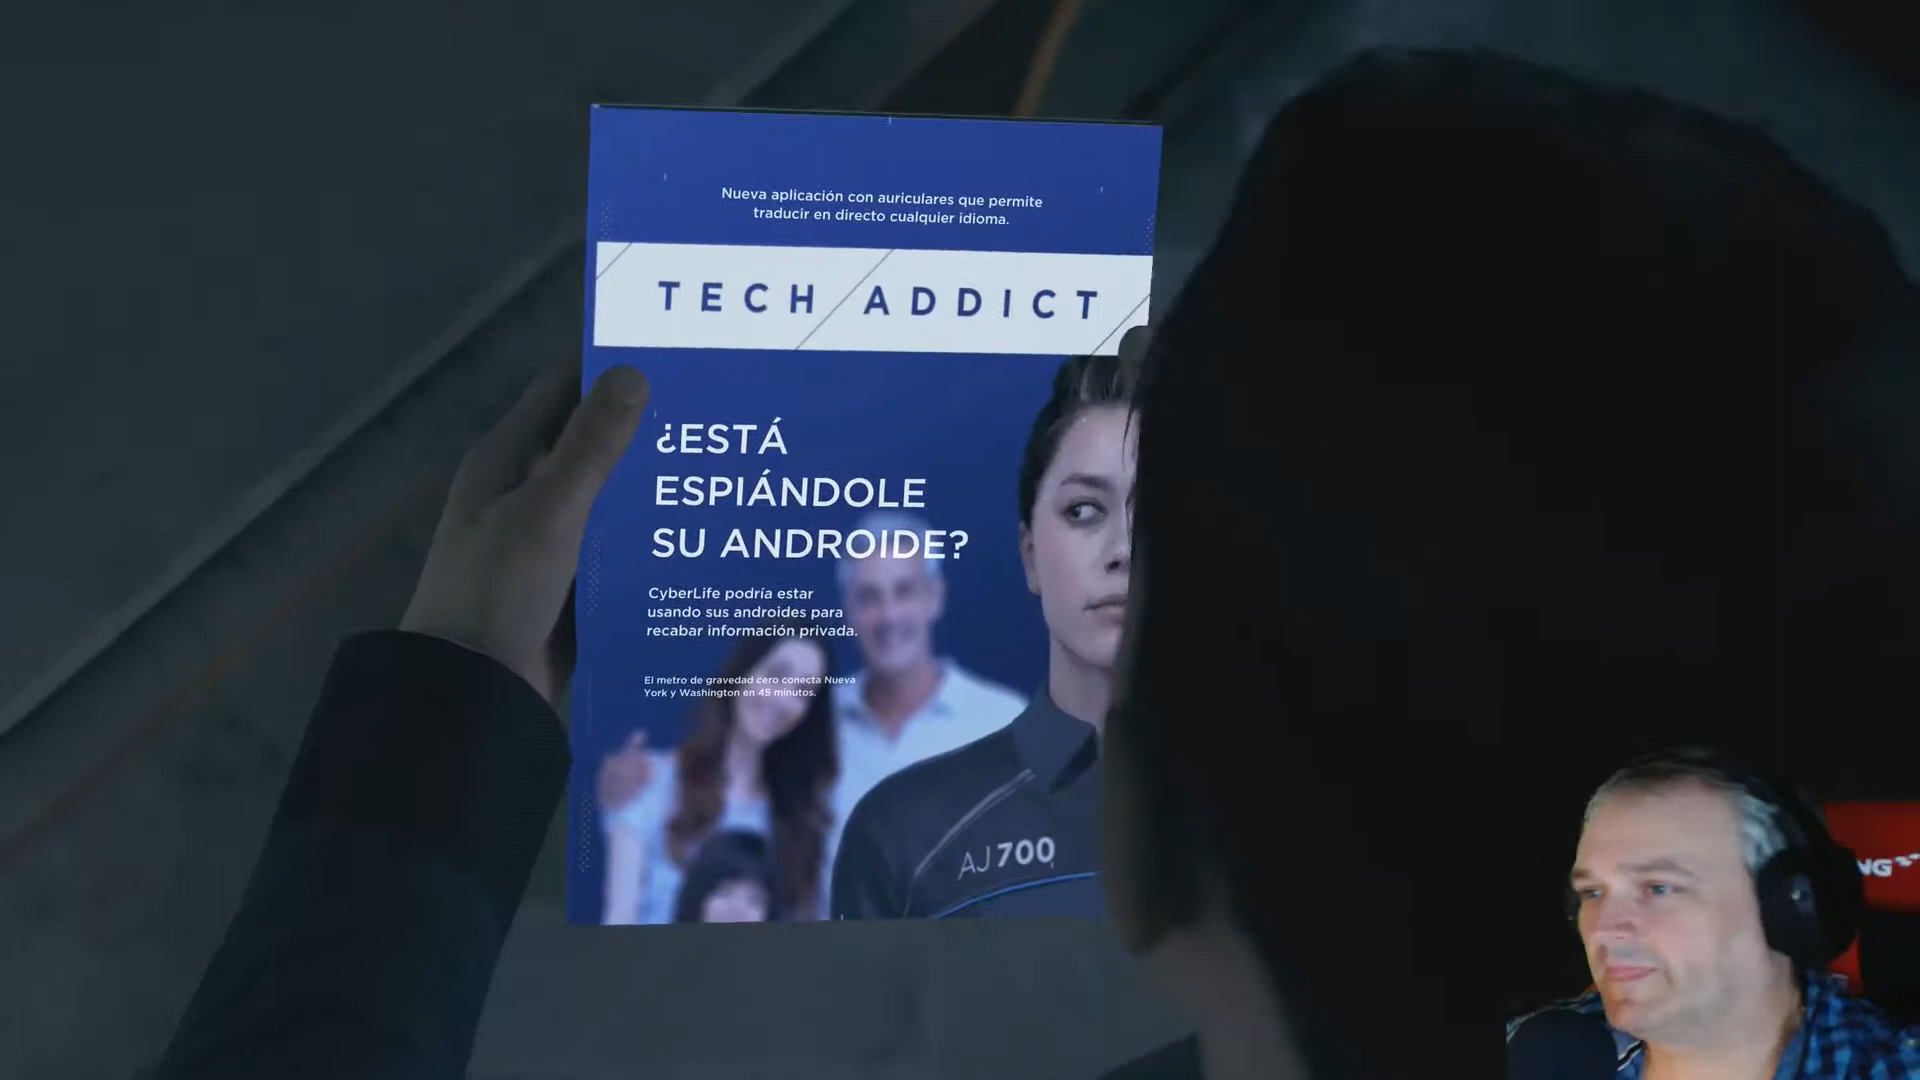 Nueva aplicación con auriculares que permite
traducir en directo cualquier idioma.
TECH ADDICT
¿ESTÁ
ESPIÁNDOLE
SU ANDROIDE?
CyberLife podría estar
usando sus androides para
recabar información privada.
El metro de gravedad cero conecta Nueva
York y Washington en 45 minutos.
AJ700